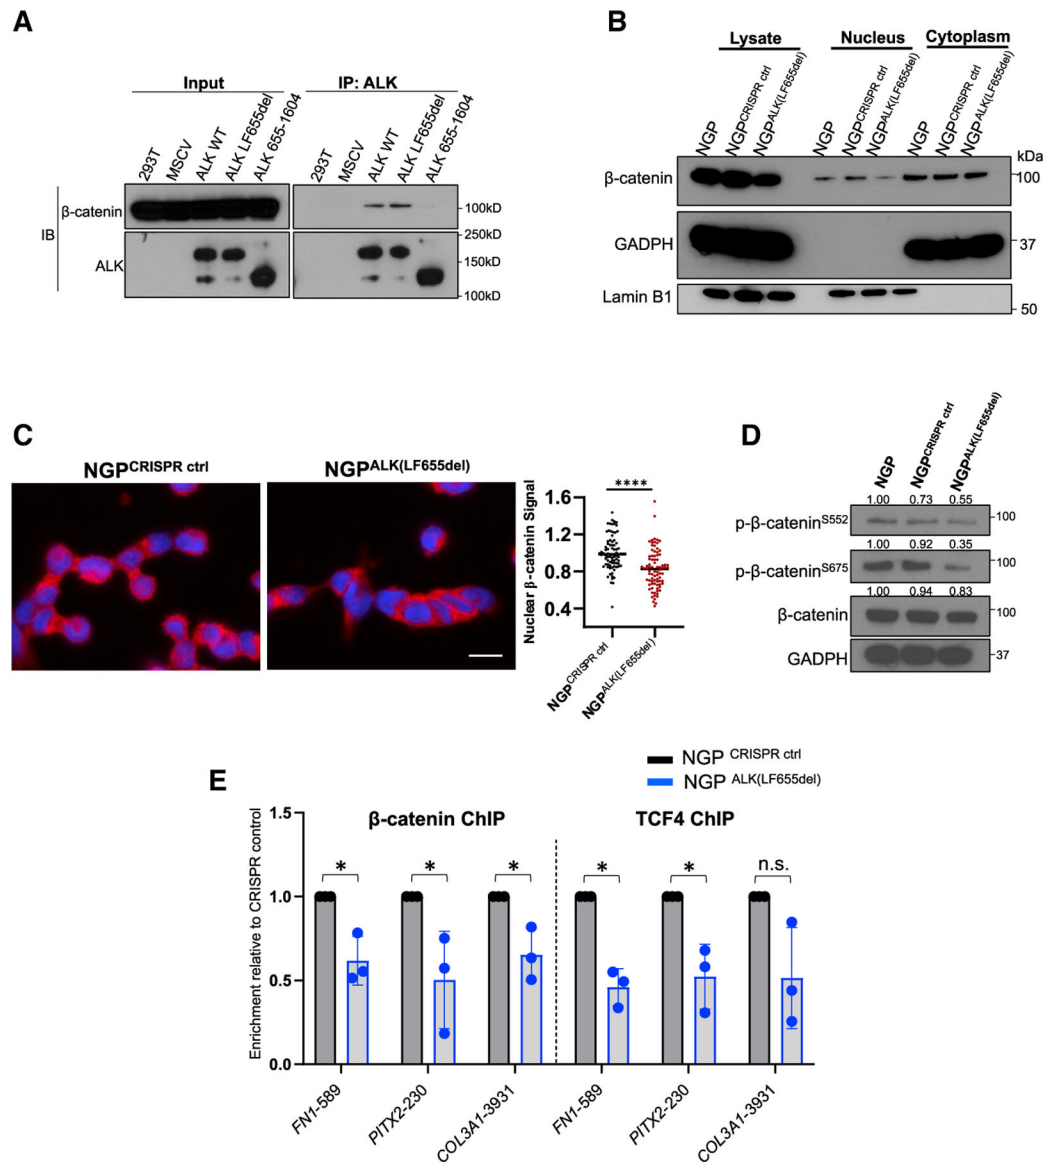 A
Input
IP: ALK
293T
MSCV
ALK WT
ALK LF655del
ALK 655-1604
293T
MSCV
ALK WT
ALK LF655del
ALK 655-1604
IB
β-catenin
100kD
250kD
ALK
150kD
100kD
B
Lysate
Nucleus
Cytoplasm
NGP
NGPCRISPR ctrl
NGPALK(LF655del)
NGP
NGPCRISPR ctrl
NGPALK(LF655del)
NGP
NGPCRISPR ctrl
NGPALK(LF655del)
kDa
β-catenin
100
GADPH
37
Lamin B1
50
C
NGPCRISPR ctrl
NGPALK(LF655del)
Nuclear β-catenin Signal
1.6
1.2
0.8
0.4
****
NGPCRISPR ctrl
NGPALK(LF655del)
D
NGP
NGPCRISPR ctrl
NGPALK(LF655del)
1.00 0.73 0.55
p-β-cateninS552
100
1.00 0.92 0.35
p-β-cateninS675
100
1.00 0.94 0.83
β-catenin
100
GADPH
37
E
NGP CRISPR ctrl
NGP ALK(LF655del)
Enrichment relative to CRISPR control
1.5
1.0
0.5
0.0
β-catenin ChIP
TCF4 ChIP
* * * * * n.s.
FN1-589
PITX2-230
COL3A1-3931
FN1-589
PITX2-230
COL3A1-3931